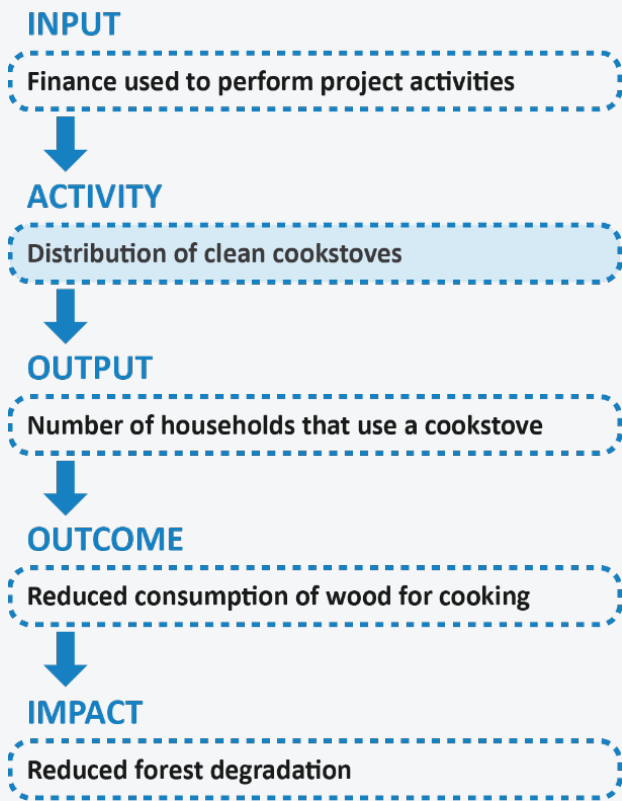 INPUT
Finance used to perform project activities
ACTIVITY
Distribution of clean cookstoves
OUTPUT
Number of households that use a cookstove
OUTCOME
Reduced consumption of wood for cooking
IMPACT
Reduced forest degradation